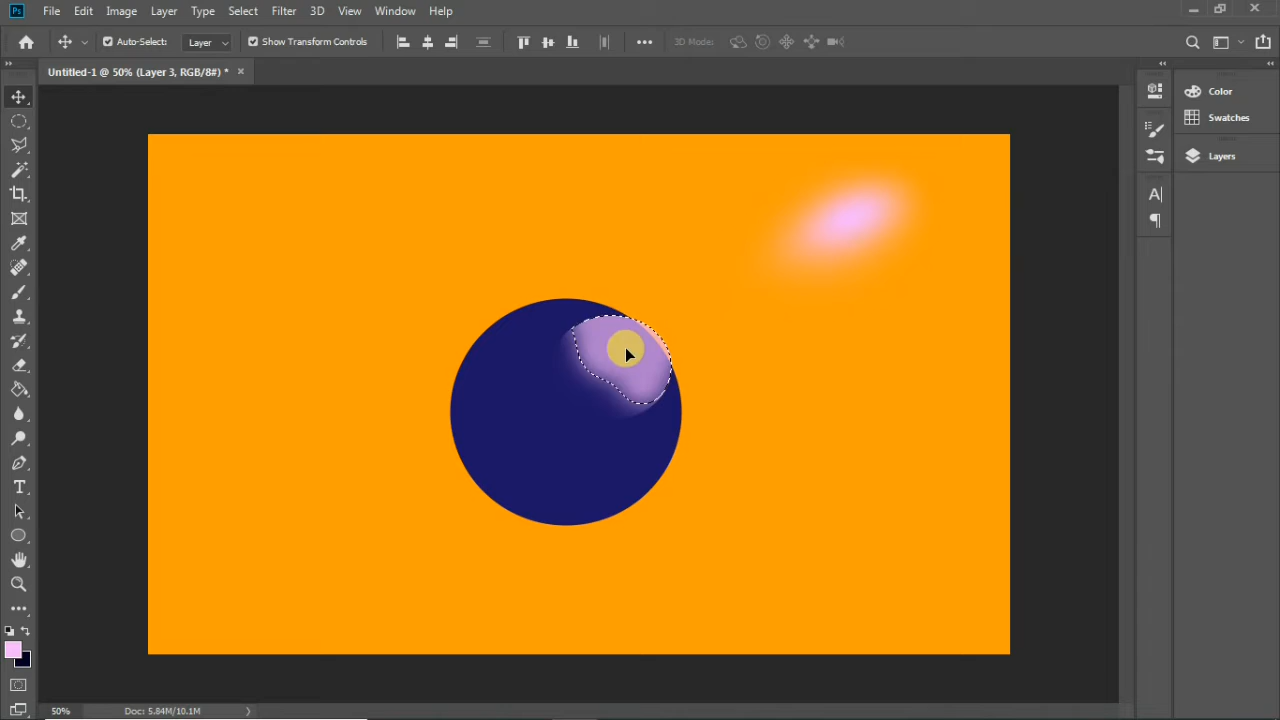 Ps File Edit Image Layer Type Select Filter 3D View Window Help
Auto-Select: Layer Show Transform Controls 3D Mode:
Untitled-1 @ 50% (Layer 3, RGB/8#) * ×
Color
Swatches
Layers
50% Doc: 5.84M/10.1M